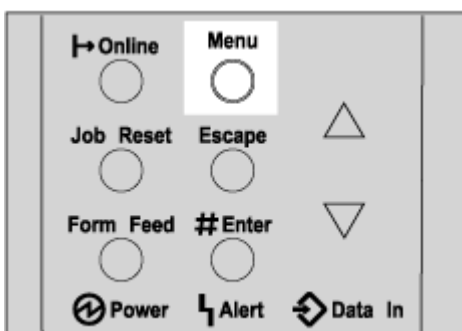 Online Menu
Job Reset Escape
Form Feed #Enter
Power Alert Data In